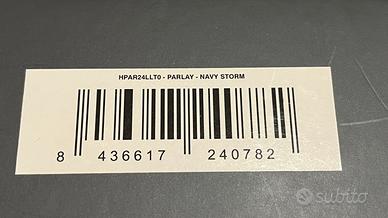 HPAR24LLT0 - PARLAY - NAVY STORM
8 436617 240782
subito